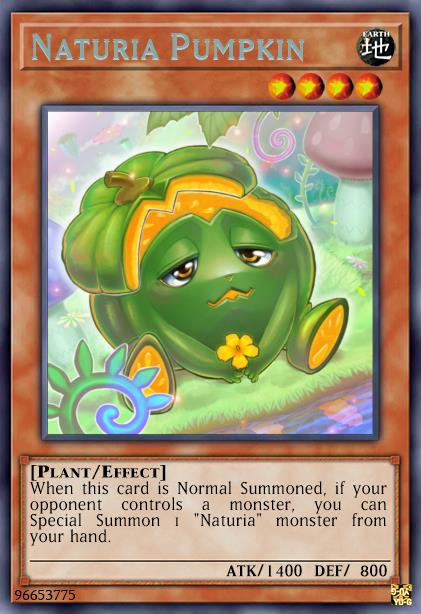 NATURIA PUMPKIN
EARTH
地
[PLANT/EFFECT]
When this card is Normal Summoned, if your
opponent controls a monster, you can
Special Summon 1 "Naturia" monster from
your hand.
ATK/1400 DEF/ 800
96653775